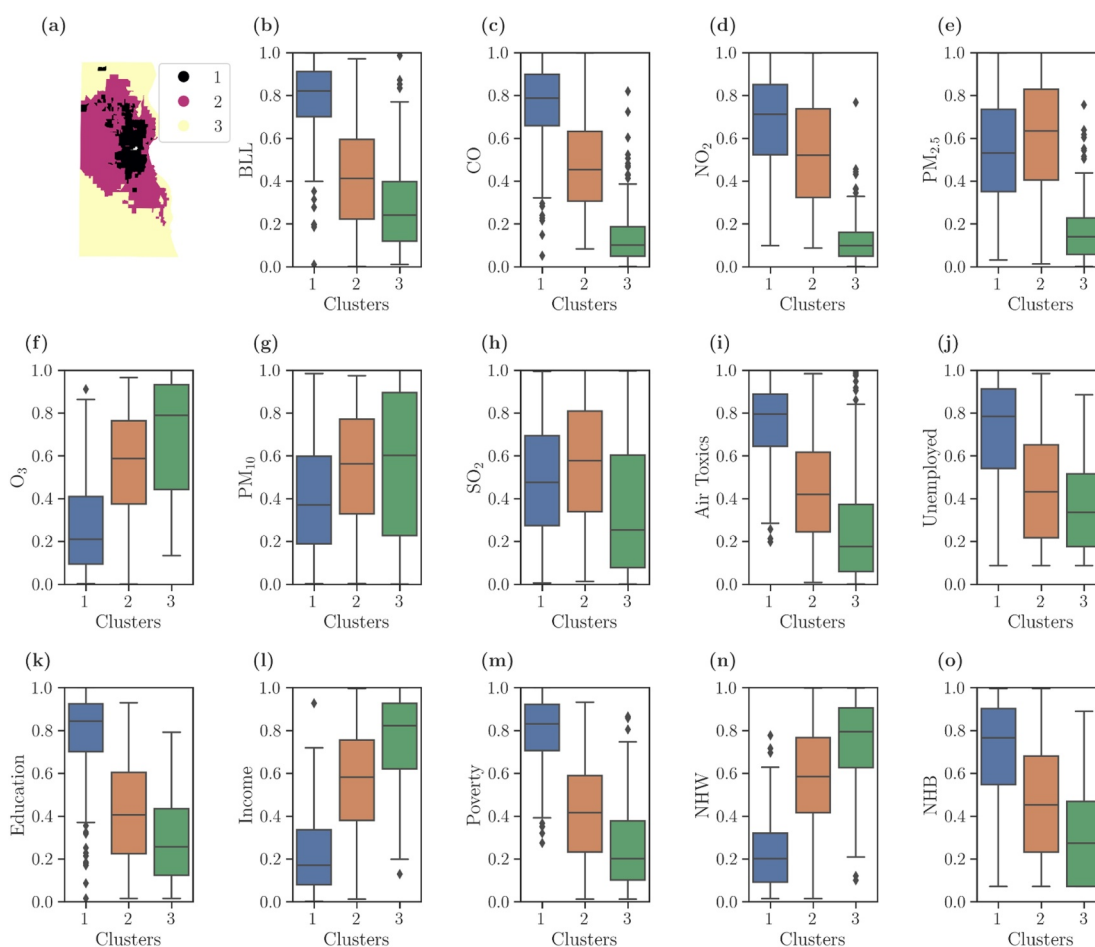 (a)
1
2
3
(b)
BLL
1.0
0.8
0.6
0.4
0.2
0.0
1 2 3
Clusters
(c)
CO
1.0
0.8
0.6
0.4
0.2
0.0
1 2 3
Clusters
(d)
NO₂
1.0
0.8
0.6
0.4
0.2
0.0
1 2 3
Clusters
(e)
PM₂.₅
1.0
0.8
0.6
0.4
0.2
0.0
1 2 3
Clusters
(f)
O₃
1.0
0.8
0.6
0.4
0.2
0.0
1 2 3
Clusters
(g)
PM₁₀
1.0
0.8
0.6
0.4
0.2
0.0
1 2 3
Clusters
(h)
SO₂
1.0
0.8
0.6
0.4
0.2
0.0
1 2 3
Clusters
(i)
Air Toxics
1.0
0.8
0.6
0.4
0.2
0.0
1 2 3
Clusters
(j)
Unemployed
1.0
0.8
0.6
0.4
0.2
0.0
1 2 3
Clusters
(k)
Education
1.0
0.8
0.6
0.4
0.2
0.0
1 2 3
Clusters
(l)
Income
1.0
0.8
0.6
0.4
0.2
0.0
1 2 3
Clusters
(m)
Poverty
1.0
0.8
0.6
0.4
0.2
0.0
1 2 3
Clusters
(n)
NHW
1.0
0.8
0.6
0.4
0.2
0.0
1 2 3
Clusters
(o)
NHB
1.0
0.8
0.6
0.4
0.2
0.0
1 2 3
Clusters